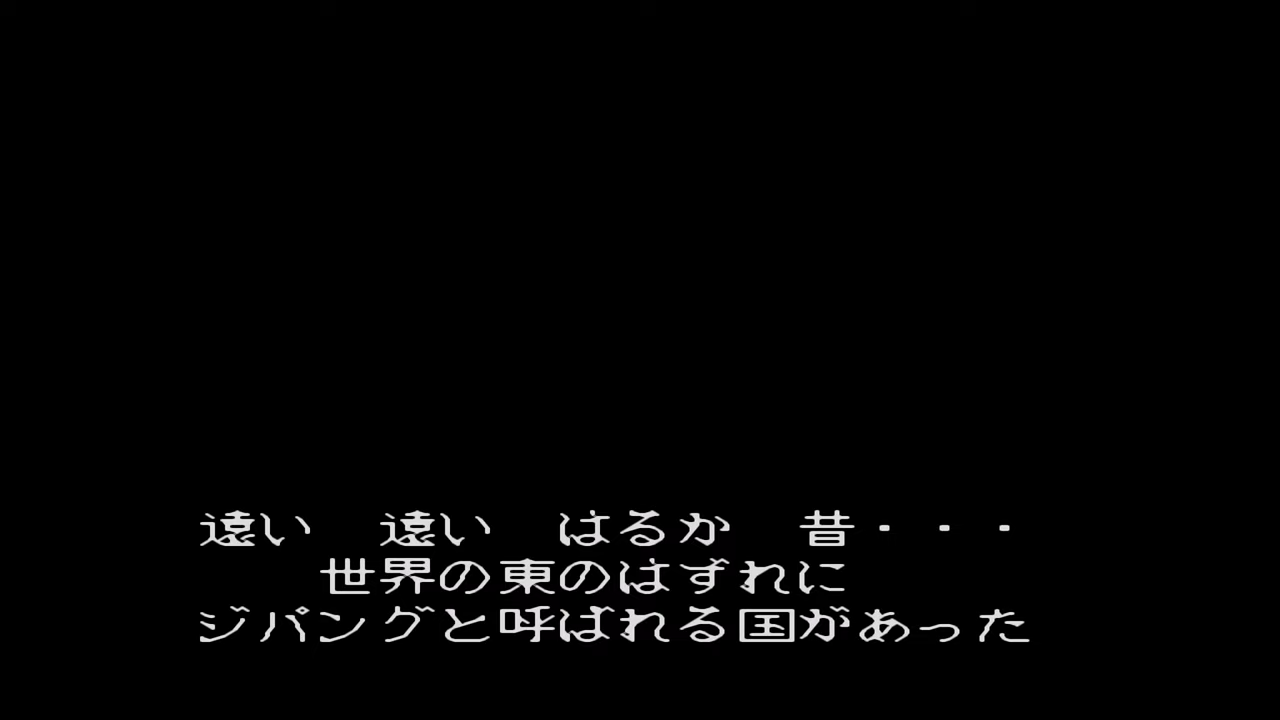 遠い　遠い　はるか　昔・・・
世界の東のはずれに
ジパングと呼ばれる国があった